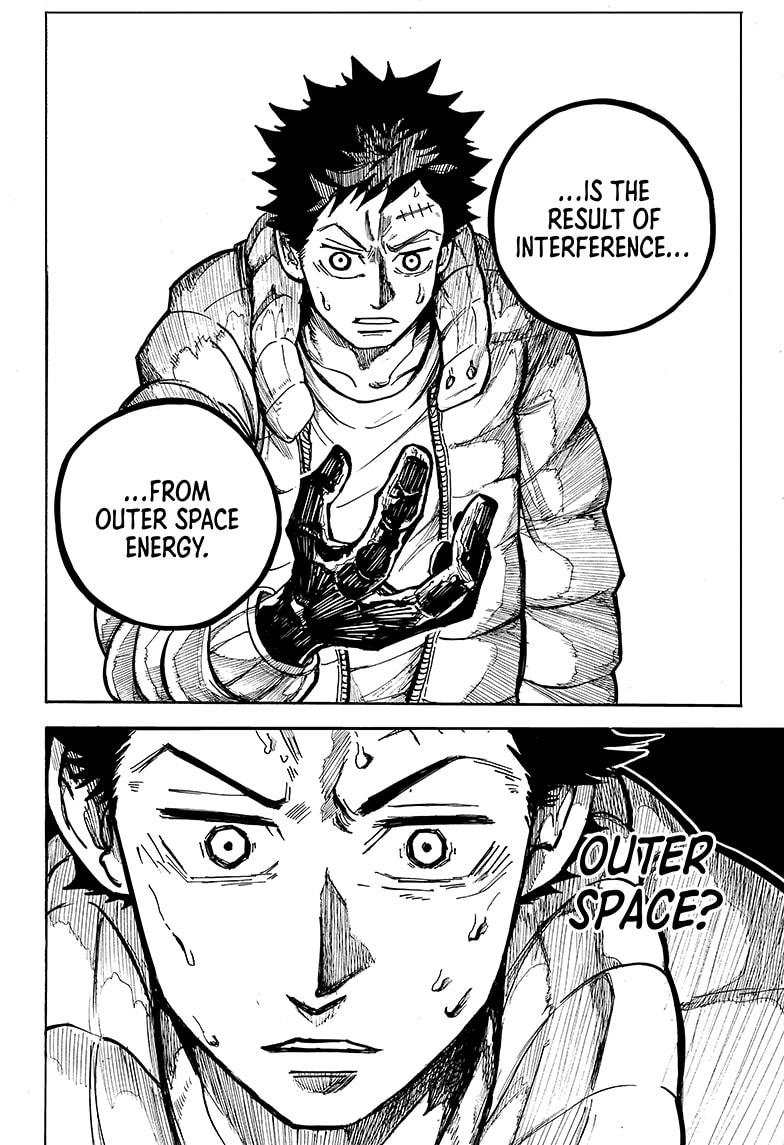 ...IS THE
RESULT OF
INTERFERENCE...
...FROM
OUTER SPACE
ENERGY.
OUTER
SPACE?